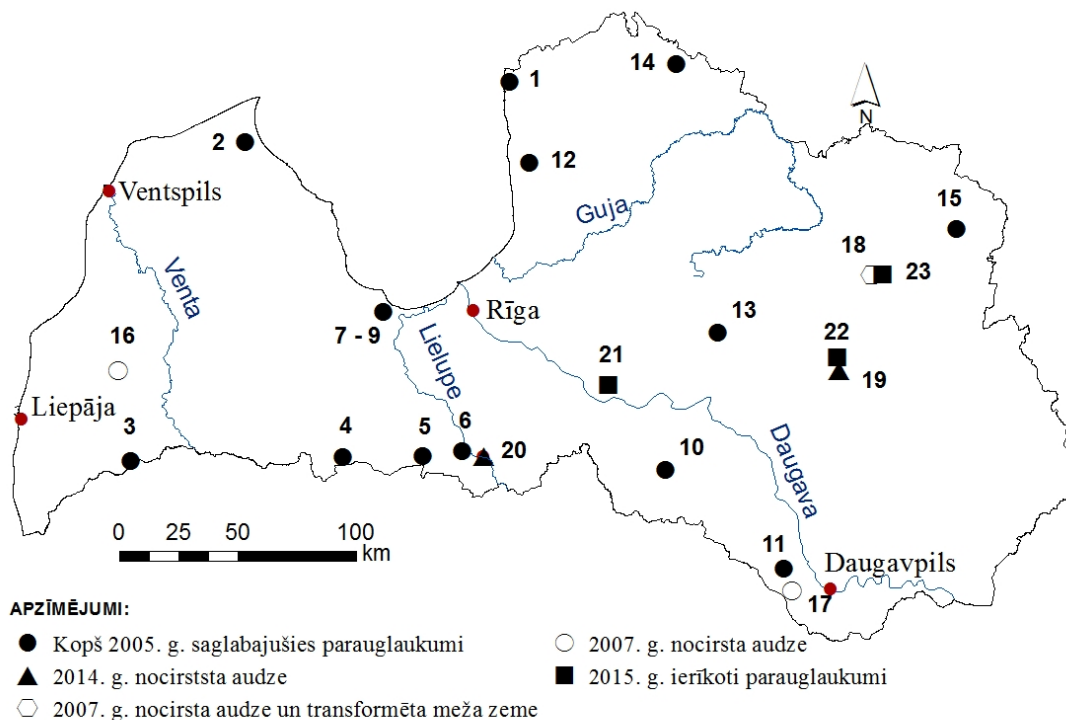 14
1
N
2
12
Ventspils
Guja
15
18
23
Venta
Rīga
13
7 - 9
16
Lielupe
21
22
19
Liepāja
3
4
5
6
20
10
Daugava
0 25 50 100
km
11
Daugavpils
17
APZĪMĒJUMI:
Kopš 2005. g. saglabajušies parauglaukumi
2007. g. nocirsta audze
2014. g. nocirststa audze
2015. g. ierīkoti parauglaukumi
2007. g. nocirsta audze un transformēta meža zeme